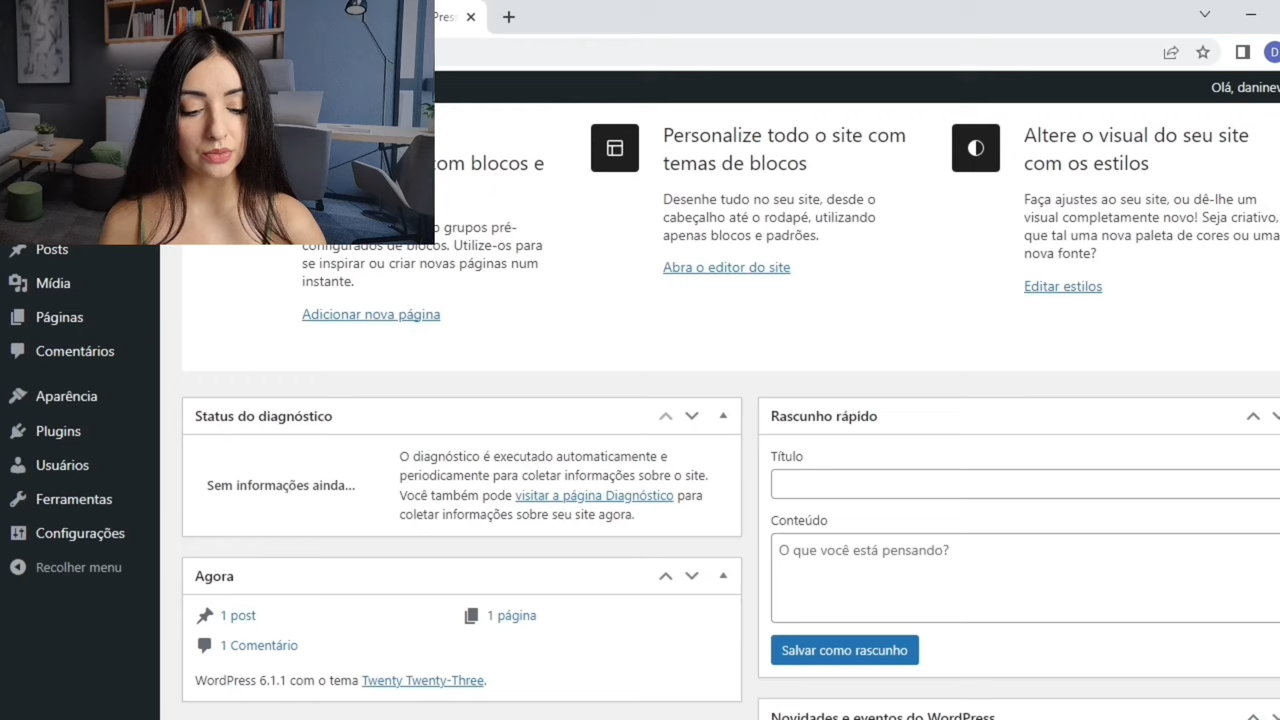 Press
D
Olá, daninev
om blocos e
o grupos pré-
configurados de blocos. Utilize-os para
se inspirar ou criar novas páginas num
instante.
Adicionar nova página
Personalize todo o site com
temas de blocos
Desenhe tudo no seu site, desde o
cabeçalho até o rodapé, utilizando
apenas blocos e padrões.
Abra o editor do site
Altere o visual do seu site
com os estilos
Faça ajustes ao seu site, ou dê-lhe um
visual completamente novo! Seja criativo,
que tal uma nova paleta de cores ou uma
nova fonte?
Editar estilos
Posts
Mídia
Páginas
Comentários
Aparência
Plugins
Usuários
Ferramentas
Configurações
Recolher menu
Status do diagnóstico
Sem informações ainda...
O diagnóstico é executado automaticamente e
periodicamente para coletar informações sobre o site.
Você também pode visitar a página Diagnóstico para
coletar informações sobre seu site agora.
Agora
1 post
1 página
1 Comentário
WordPress 6.1.1 com o tema Twenty Twenty-Three.
Rascunho rápido
Título
Conteúdo
O que você está pensando?
Salvar como rascunho
Novidades e eventos do WordPress